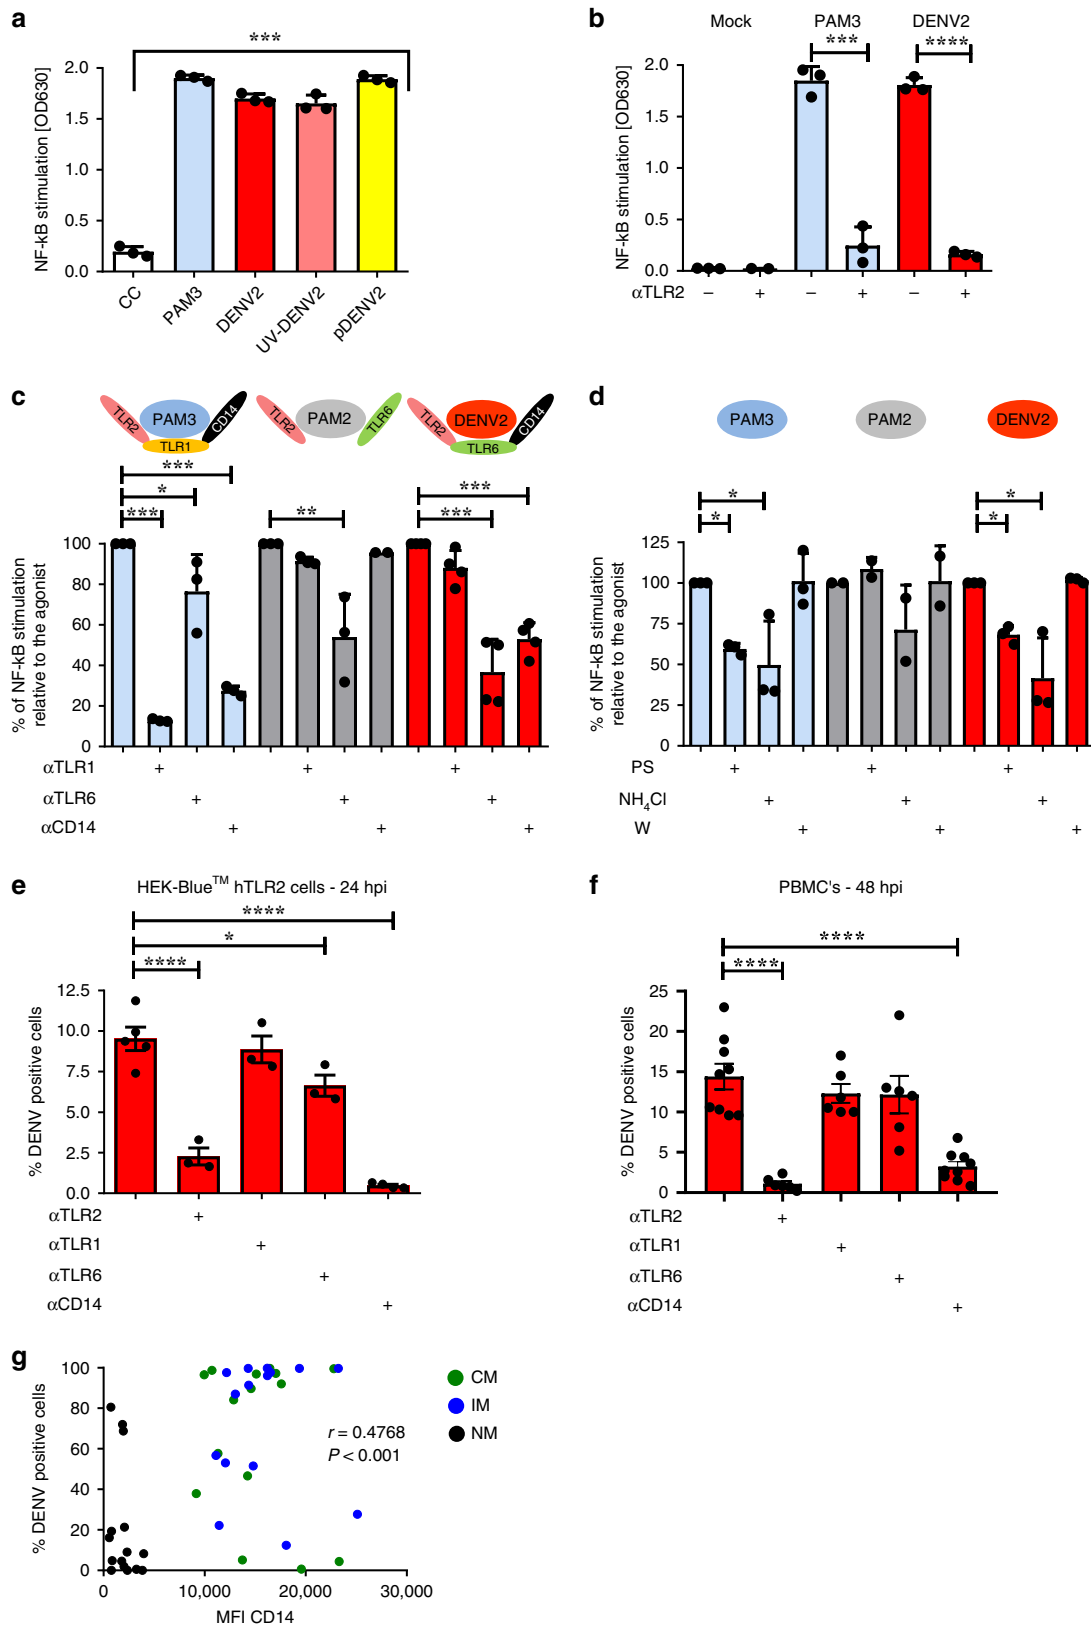 a
***
NF-kB stimulation [OD630]
2.0
1.5
1.0
0.5
0.0
CC
PAM3
DENV2
UV-DENV2
pDENV2
b
Mock
PAM3
DENV2
***
****
NF-kB stimulation [OD630]
2.0
1.5
1.0
0.5
0.0
αTLR2 – + – + – +
c
TLR2 PAM3 CD14 TLR1
TLR2 PAM2 TLR6
TLR2 DENV2 CD14 TLR6
***
*
***
**
***
***
% of NF-kB stimulation
relative to the agonist
100
80
60
40
20
0
αTLR1 + + +
αTLR6 + + +
αCD14 + + +
d
PAM3
PAM2
DENV2
*
*
*
*
% of NF-kB stimulation
relative to the agonist
125
100
75
50
25
0
PS + + +
NH4Cl + + +
W + + +
e
HEK-Blue™ hTLR2 cells - 24 hpi
****
*
****
% DENV positive cells
12.5
10.0
7.5
5.0
2.5
0.0
αTLR2 +
αTLR1 +
αTLR6 +
αCD14 +
f
PBMC's - 48 hpi
****
****
% DENV positive cells
25
20
15
10
5
0
αTLR2 +
αTLR1 +
αTLR6 +
αCD14 +
g
% DENV positive cells
100
80
60
40
20
0
0 10,000 20,000 30,000
MFI CD14
r = 0.4768
P < 0.001
CM
IM
NM